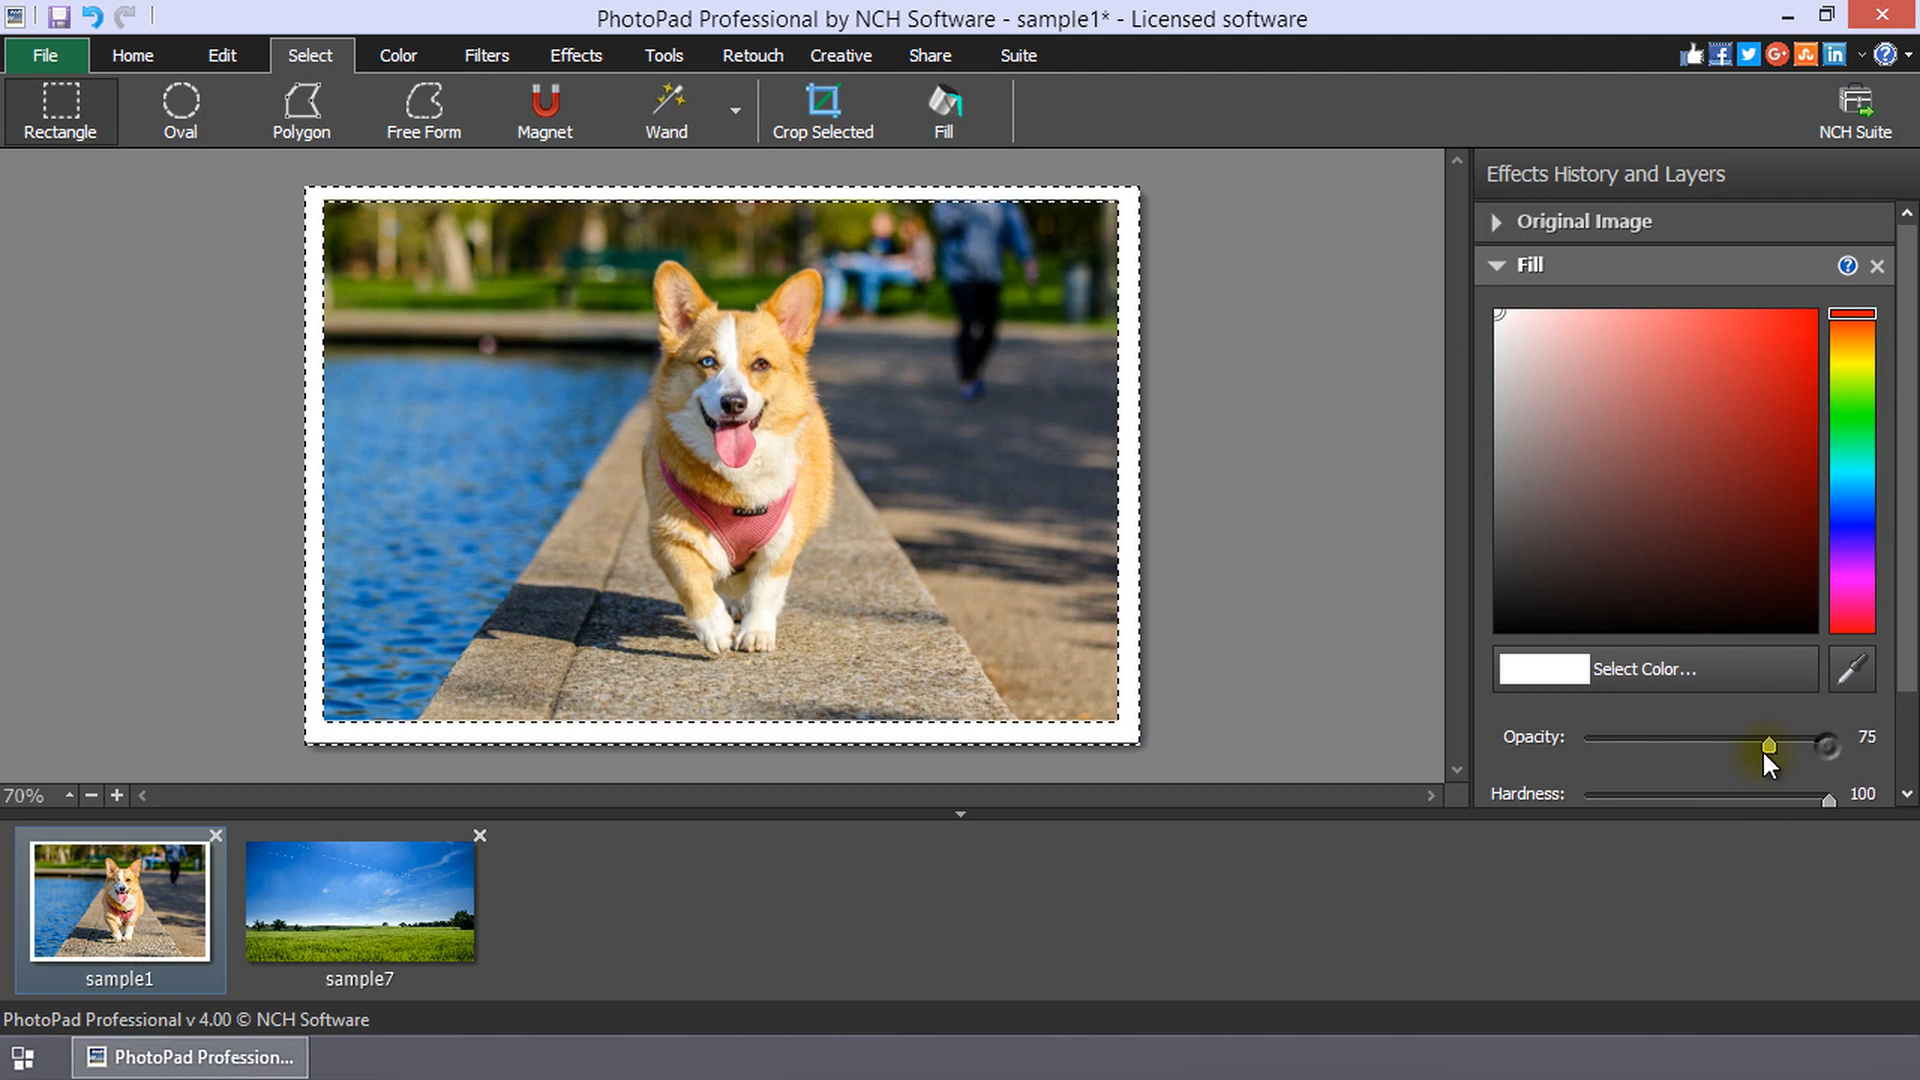 PhotoPad Professional by NCH Software - sample1* - Licensed software
File Home Edit Select Color Filters Effects Tools Retouch Creative Share Suite
Rectangle Oval Polygon Free Form Magnet Wand Crop Selected Fill NCH Suite
Effects History and Layers
Original Image
Fill
Select Color...
Opacity: 75
Hardness: 100
70%
sample1 sample7
PhotoPad Professional v 4.00 © NCH Software
PhotoPad Profession...